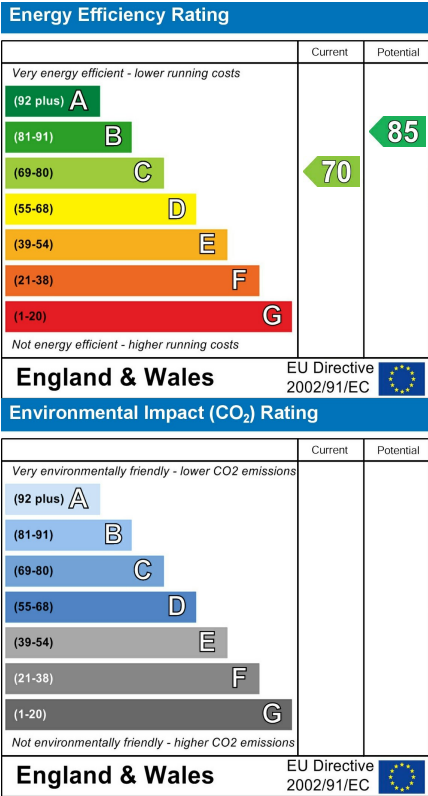 Energy Efficiency Rating
Current Potential
Very energy efficient - lower running costs
(92 plus) A
(81-91) B
85
(69-80) C
70
(55-68) D
(39-54) E
(21-38) F
(1-20) G
Not energy efficient - higher running costs
England & Wales
EU Directive
2002/91/EC
Environmental Impact (CO₂) Rating
Current Potential
Very environmentally friendly - lower CO2 emissions
(92 plus) A
(81-91) B
(69-80) C
(55-68) D
(39-54) E
(21-38) F
(1-20) G
Not environmentally friendly - higher CO2 emissions
England & Wales
EU Directive
2002/91/EC